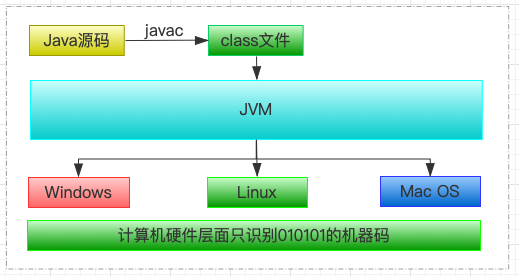 Java源码
javac
class文件
JVM
Windows
Linux
Mac OS
计算机硬件层面只识别010101的机器码